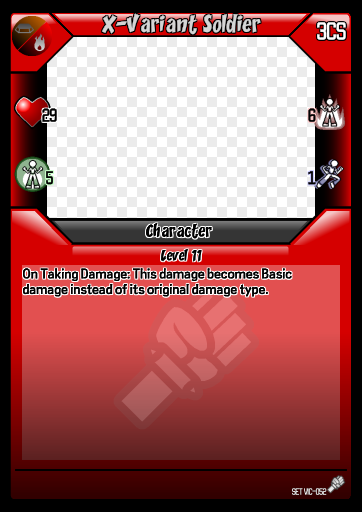 X-Variant Soldier
3CS
29
6
5
1
Character
Level 11
On Taking Damage: This damage becomes Basic
damage instead of its original damage type.
SET VIC-052